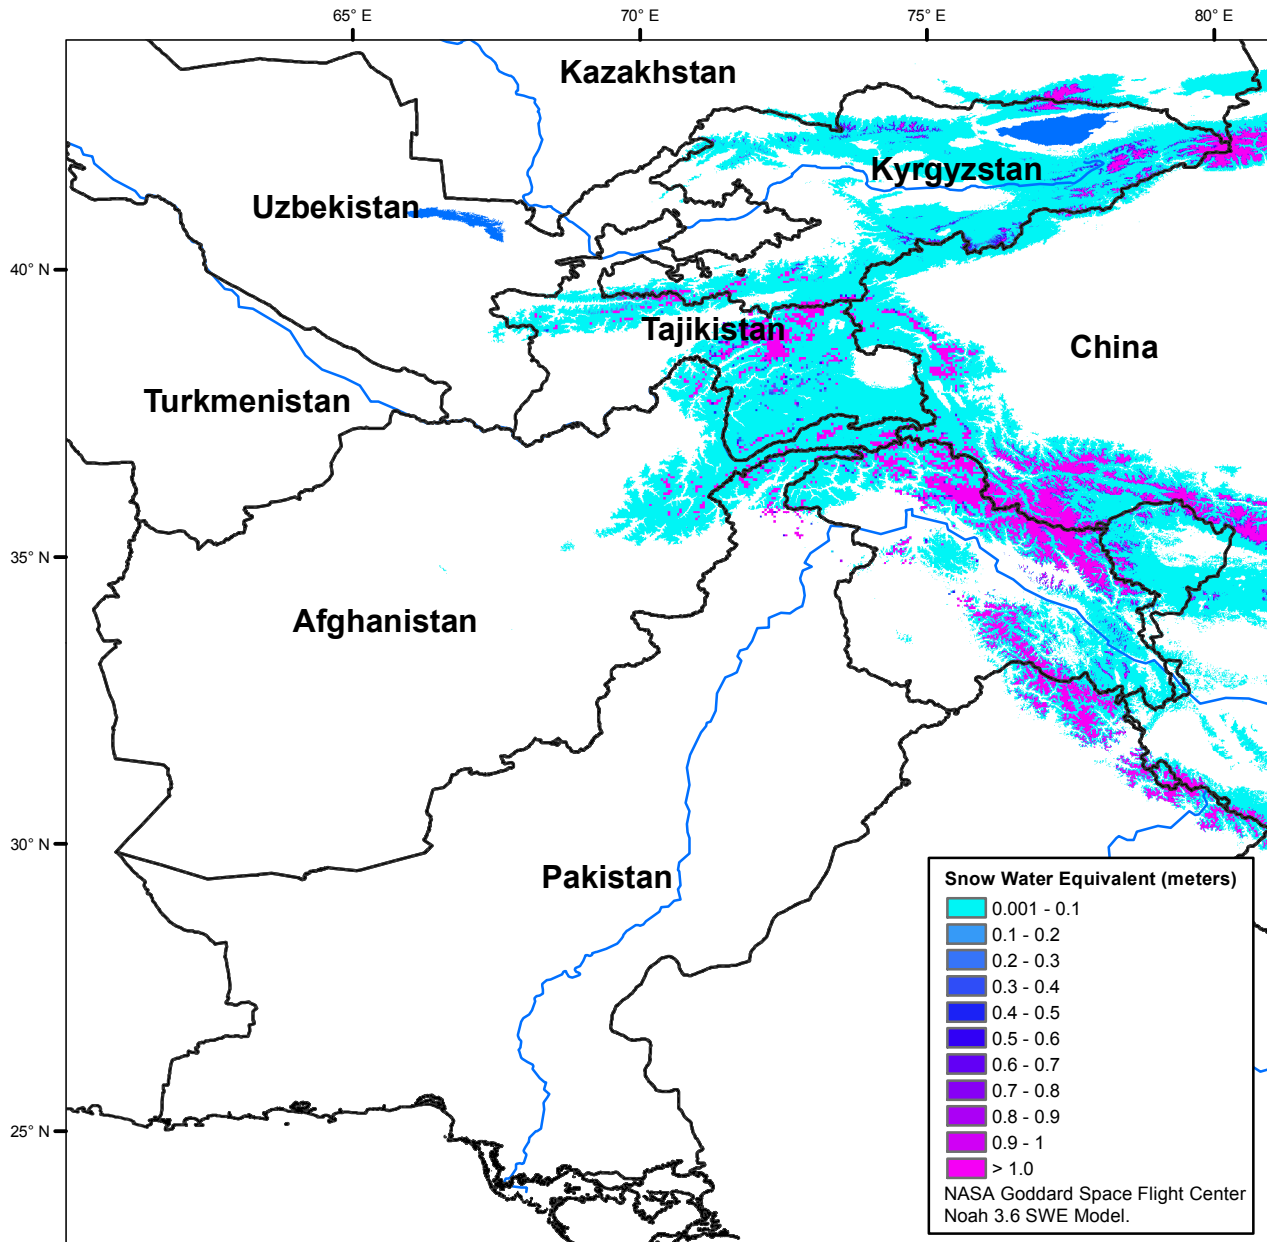 65° E
70° E
75° E
80° E
Kazakhstan
Kyrgyzstan
Uzbekistan
40° N
Tajikistan
China
Turkmenistan
35° N
Afghanistan
30° N
Pakistan
25° N
Snow Water Equivalent (meters)
0.001 - 0.1
0.1 - 0.2
0.2 - 0.3
0.3 - 0.4
0.4 - 0.5
0.5 - 0.6
0.6 - 0.7
0.7 - 0.8
0.8 - 0.9
0.9 - 1
> 1.0
NASA Goddard Space Flight Center
Noah 3.6 SWE Model.